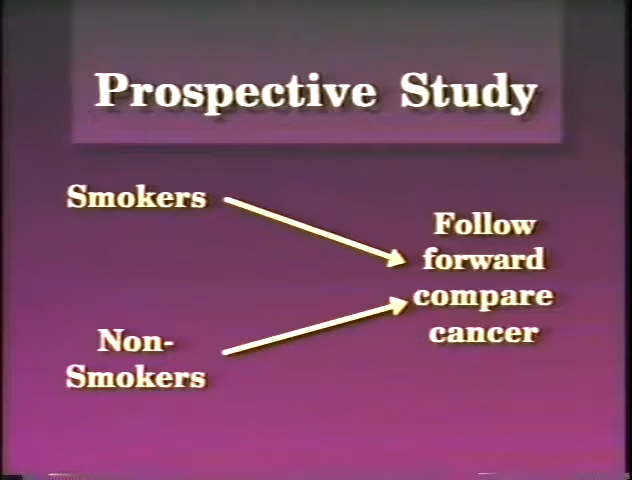 Prospective Study
Smokers
Non-
Smokers
Follow
forward
compare
cancer